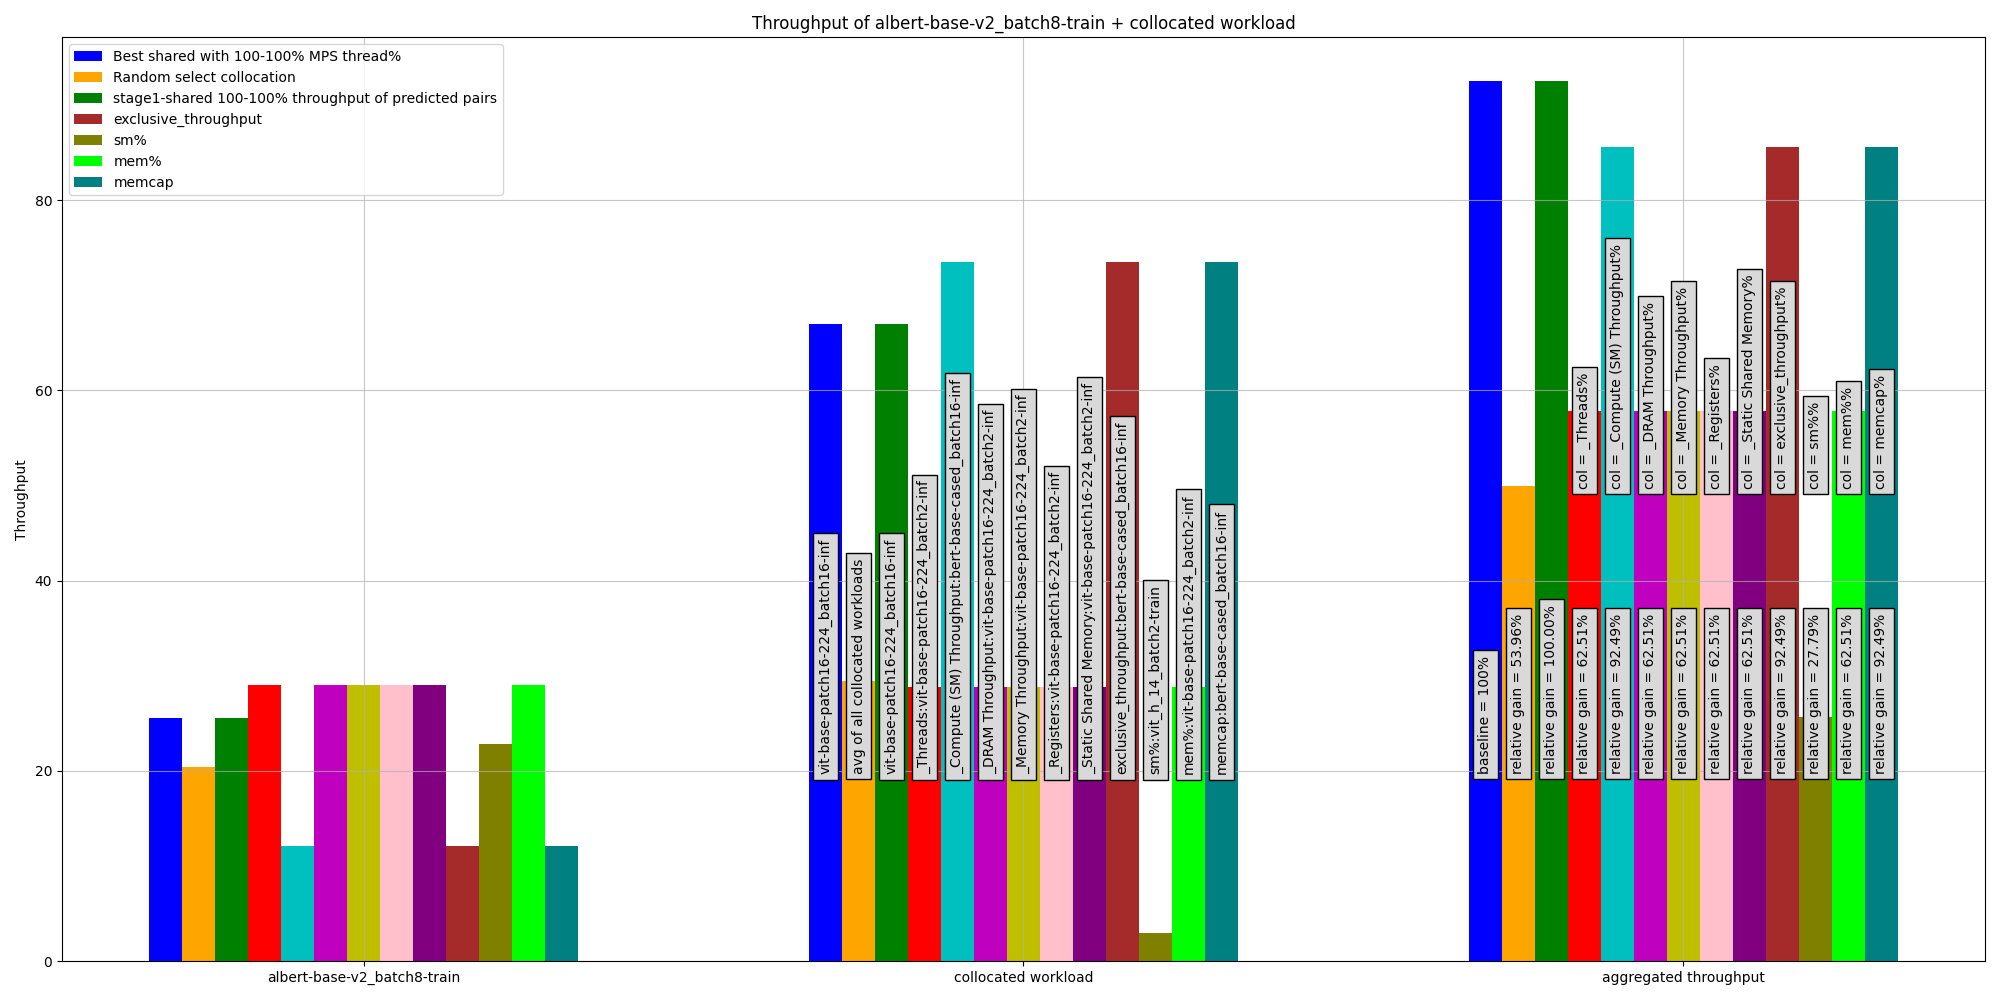 Throughput of albert-base-v2_batch8-train + collocated workload
Best shared with 100-100% MPS thread%
Random select collocation
stage1-shared 100-100% throughput of predicted pairs
exclusive_throughput
sm%
mem%
memcap
Throughput
80
60
40
20
0
vit-base-patch16-224_batch16-inf
avg of all collocated workloads
vit-base-patch16-224_batch16-inf
_Threads:vit-base-patch16-224_batch2-inf
_Compute (SM) Throughput:bert-base-cased_batch16-inf
_DRAM Throughput:vit-base-patch16-224_batch2-inf
_Memory Throughput:vit-base-patch16-224_batch2-inf
_Registers:vit-base-patch16-224_batch2-inf
_Static Shared Memory:vit-base-patch16-224_batch2-inf
exclusive_throughput:bert-base-cased_batch16-inf
sm%:vit_h_14_batch2-train
mem%:vit-base-patch16-224_batch2-inf
memcap:bert-base-cased_batch16-inf
col = _Threads%
col = _Compute (SM) Throughput%
col = _DRAM Throughput%
col = _Memory Throughput%
col = _Registers%
col = _Static Shared Memory%
col = exclusive_throughput%
col = sm%%
col = mem%%
col = memcap%
baseline = 100%
relative gain = 53.96%
relative gain = 100.00%
relative gain = 62.51%
relative gain = 92.49%
relative gain = 62.51%
relative gain = 62.51%
relative gain = 62.51%
relative gain = 62.51%
relative gain = 92.49%
relative gain = 27.79%
relative gain = 62.51%
relative gain = 92.49%
albert-base-v2_batch8-train
collocated workload
aggregated throughput